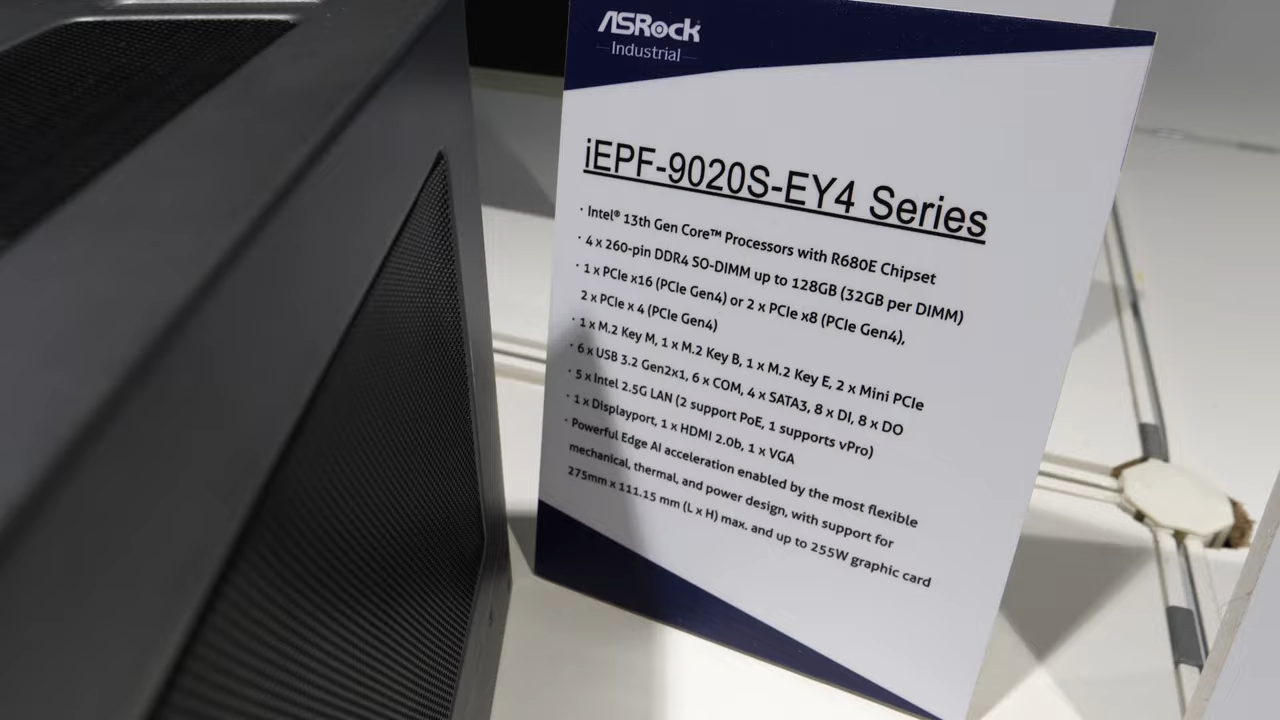 ASRock
Industrial
iEPF-9020S-EY4 Series
· Intel® 13th Gen Core™ Processors with R680E Chipset
· 4 x 260-pin DDR4 SO-DIMM up to 128GB (32GB per DIMM)
· 1 x PCIe x16 (PCIe Gen4) or 2 x PCIe x8 (PCIe Gen4),
2 x PCIe x 4 (PCIe Gen4)
· 1 x M.2 Key M, 1 x M.2 Key B, 1 x M.2 Key E, 2 x Mini PCIe
· 6 x USB 3.2 Gen2x1, 6 x COM, 4 x SATA3, 8 x DI, 8 x DO
· 5 x Intel 2.5G LAN (2 support PoE, 1 supports vPro)
· 1 x Displayport, 1 x HDMI 2.0b, 1 x VGA
· Powerful Edge AI acceleration enabled by the most flexible
mechanical, thermal, and power design, with support for
275mm x 111.15 mm (L x H) max. and up to 255W graphic card